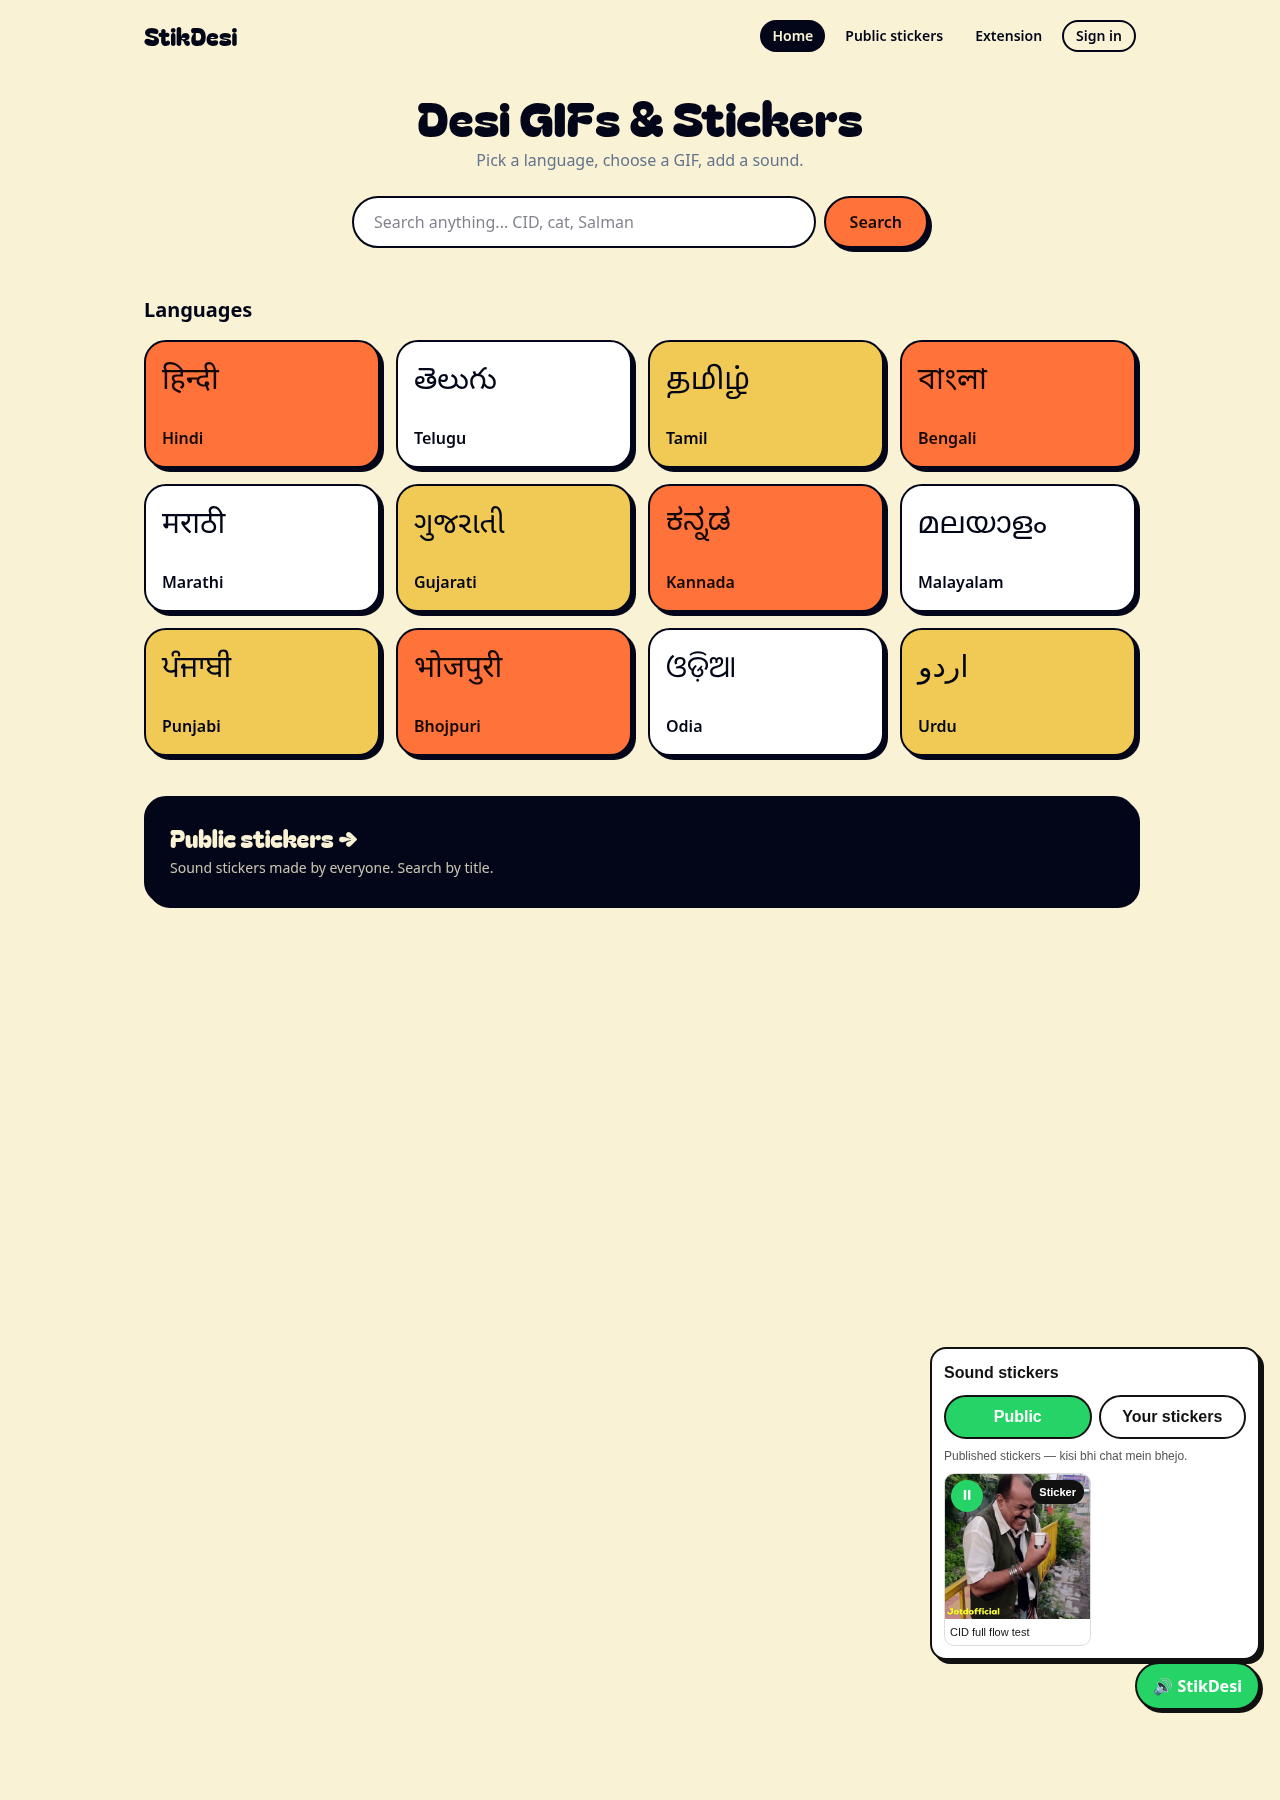 StikDesi
Home
Public stickers
Extension
Sign in
Desi GIFs & Stickers
Pick a language, choose a GIF, add a sound.
Search anything... CID, cat, Salman
Search
Languages
हिन्दी
Hindi
తెలుగు
Telugu
தமிழ்
Tamil
বাংলা
Bengali
मराठी
Marathi
ગુજરાતી
Gujarati
ಕನ್ನಡ
Kannada
മലയാളം
Malayalam
ਪੰਜਾਬੀ
Punjabi
भोजपुरी
Bhojpuri
ଓଡ଼ିଆ
Odia
اردو
Urdu
Public stickers →
Sound stickers made by everyone. Search by title.
Sound stickers
Public
Your stickers
Published stickers — kisi bhi chat mein bhejo.
Sticker
Jotdofficial
CID full flow test
🔊 StikDesi